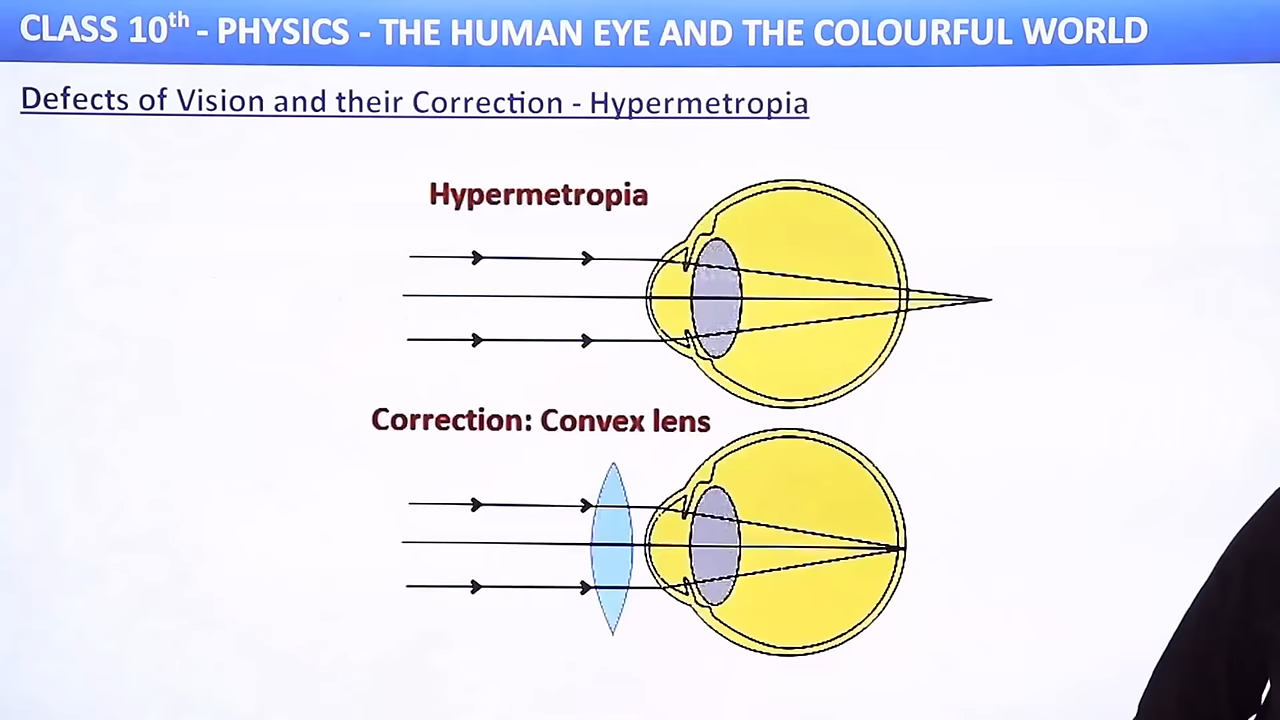 CLASS 10th - PHYSICS - THE HUMAN EYE AND THE COLOURFUL WORLD
Defects of Vision and their Correction - Hypermetropia
Hypermetropia
Correction: Convex lens